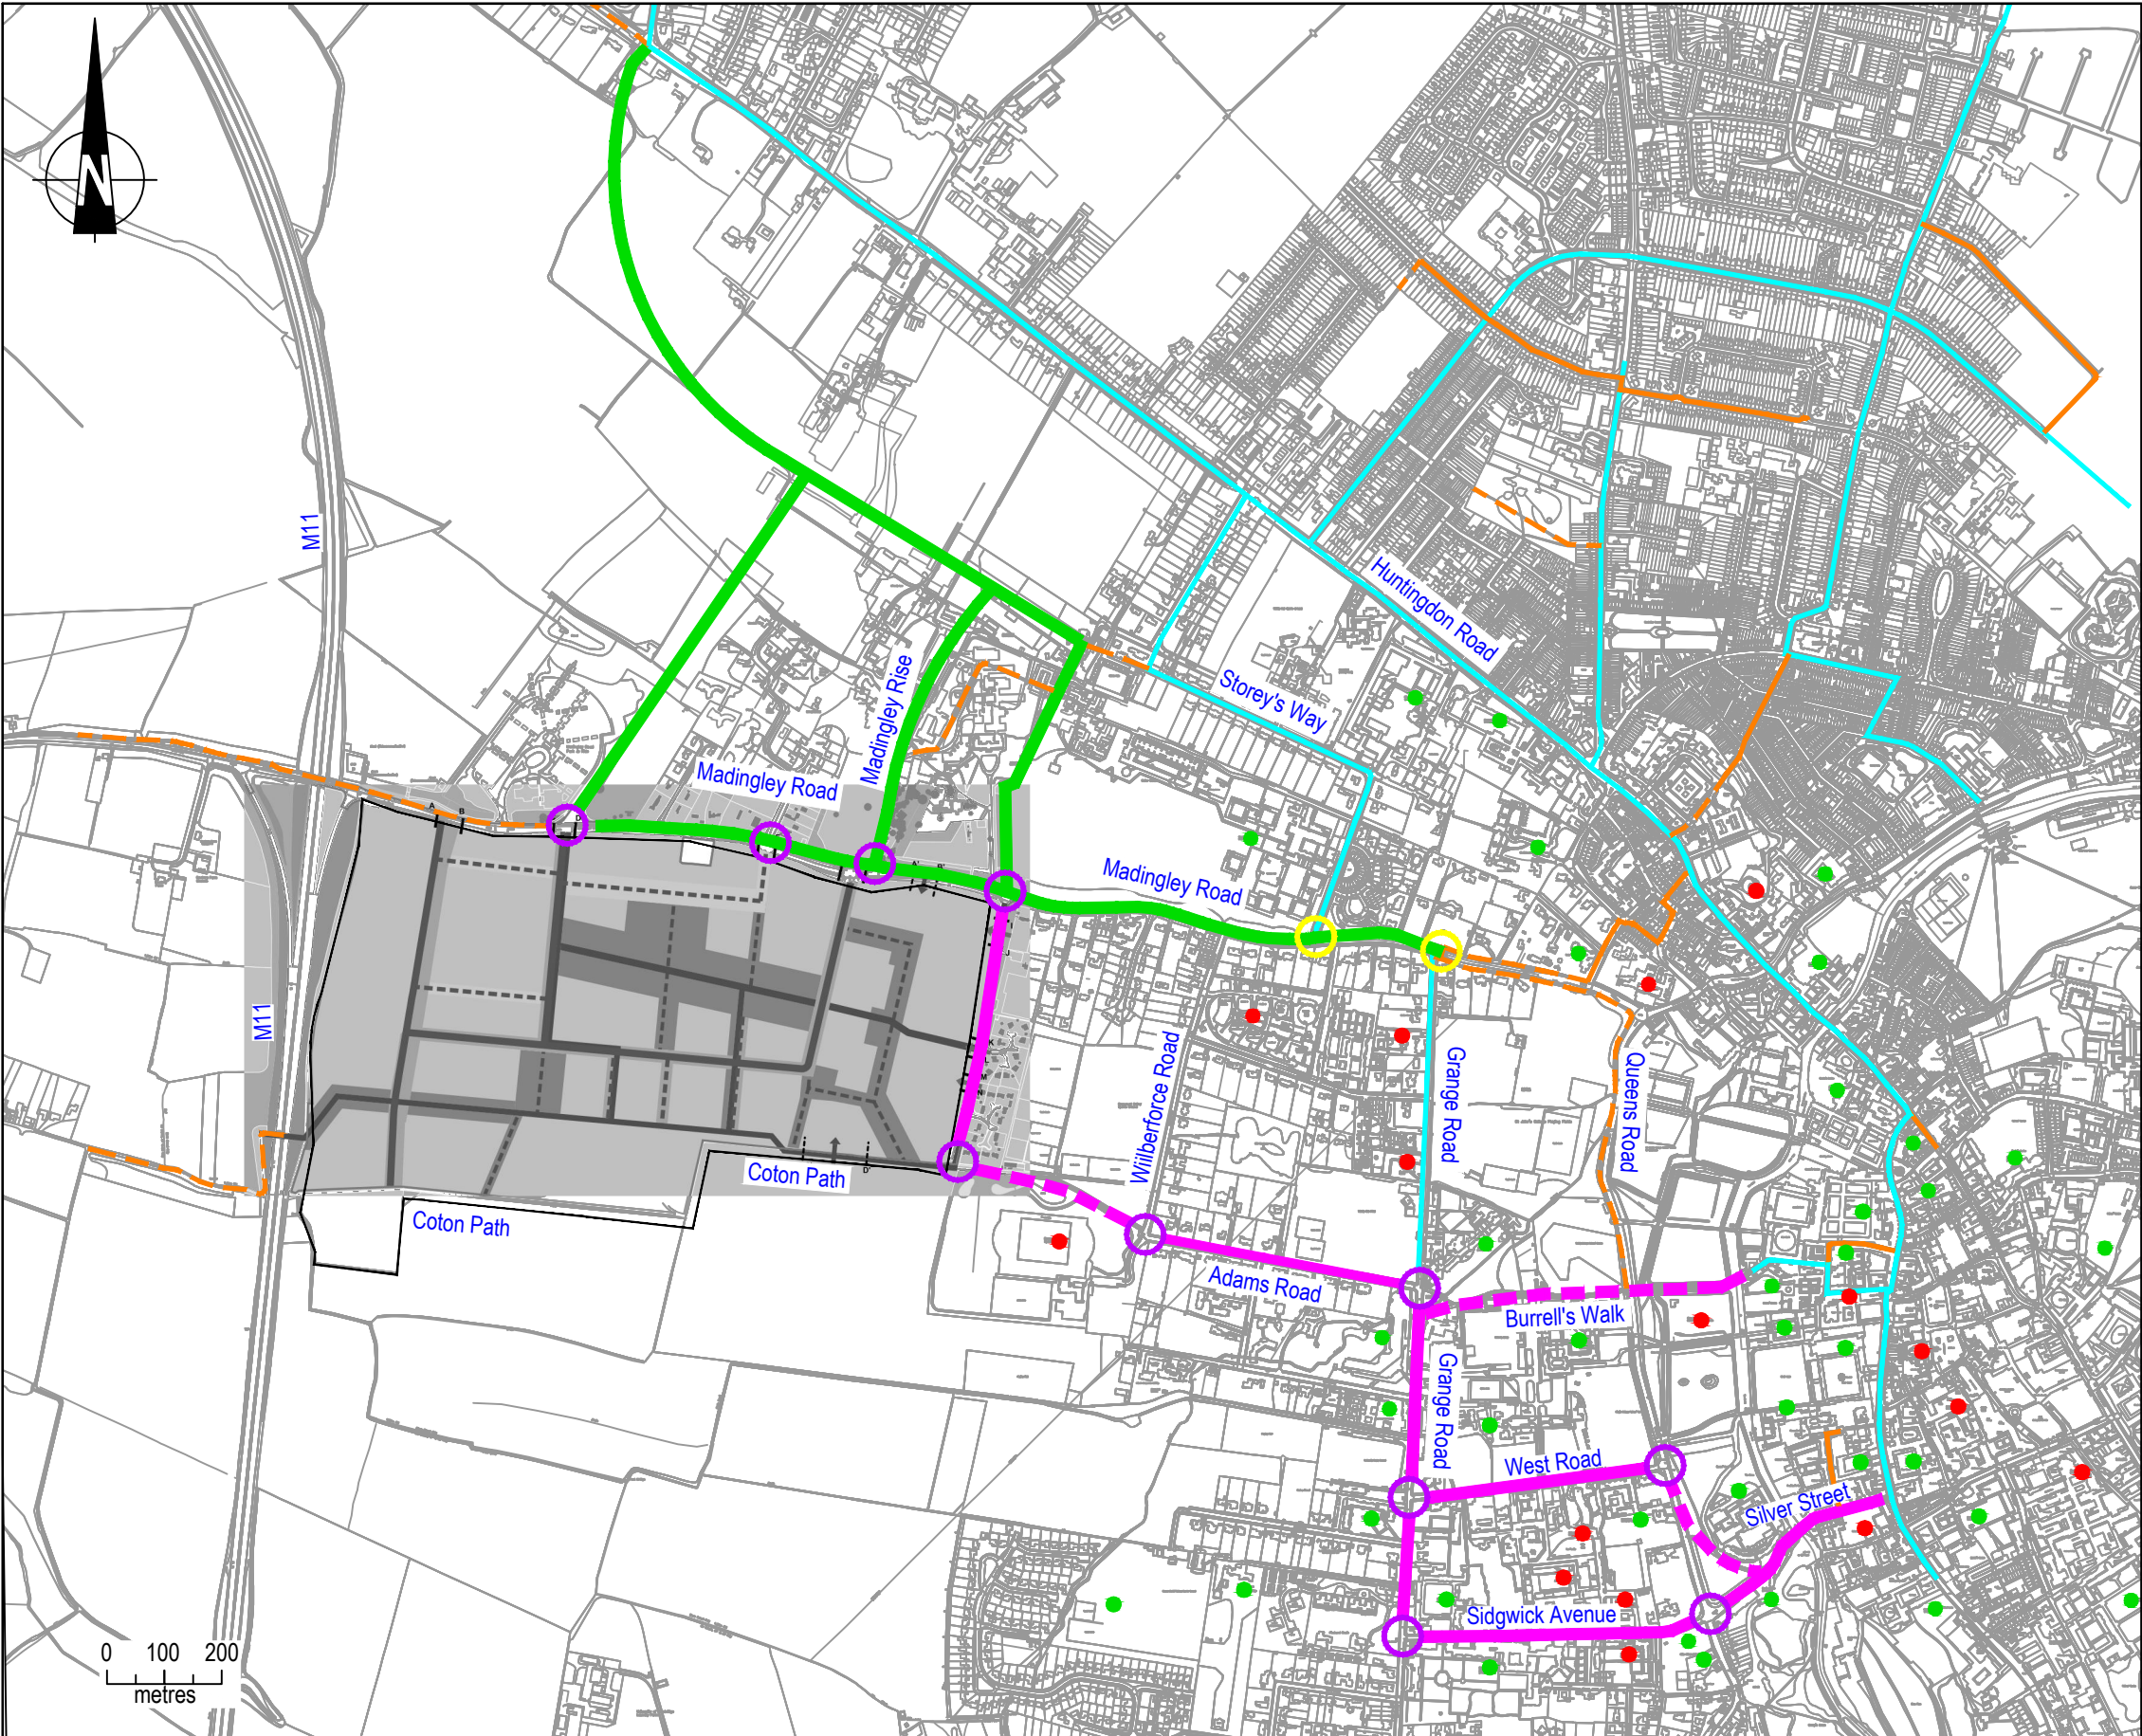 N
M11
Huntingdon Road
Storey's Way
Madingley Rise
Madingley Road
A
B
D
Madingley Road
A'
B'
M11
Grange Road
Wilberforce Road
Queens Road
J
K
L
M
N
D'
Coton Path
Coton Path
Adams Road
Burrell's Walk
Grange Road
West Road
Silver Street
Sidgwick Avenue
0 100 200
metres